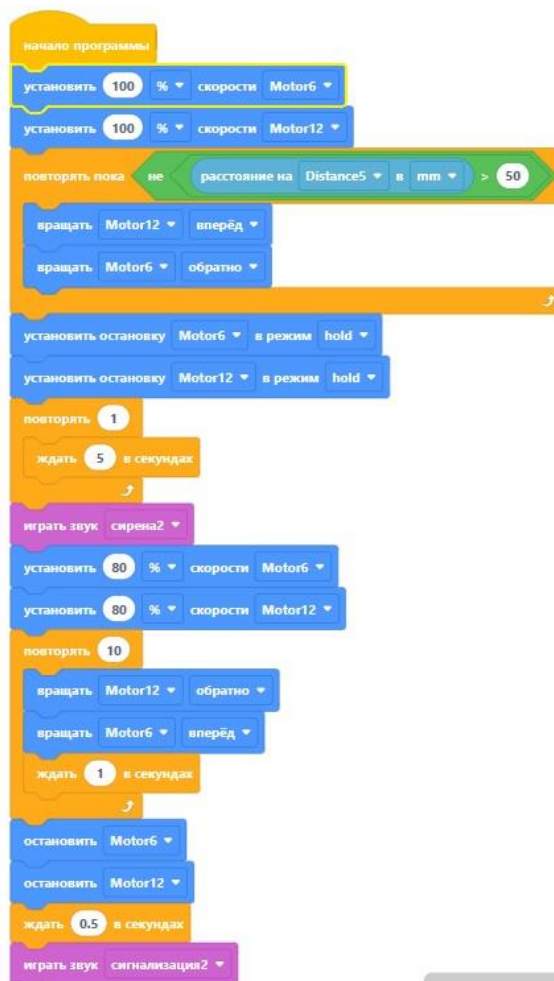 начало программы
установить 100 % скорости Motor6
установить 100 % скорости Motor12
повторять пока не расстояние на Distance5 в mm > 50
вращать Motor12 вперёд
вращать Motor6 обратно
установить остановку Motor6 в режим hold
установить остановку Motor12 в режим hold
повторять 1
ждать 5 в секундах
играть звук сирена2
установить 80 % скорости Motor6
установить 80 % скорости Motor12
повторять 10
вращать Motor12 обратно
вращать Motor6 вперёд
ждать 1 в секундах
остановить Motor6
остановить Motor12
ждать 0.5 в секундах
играть звук сигнализация2